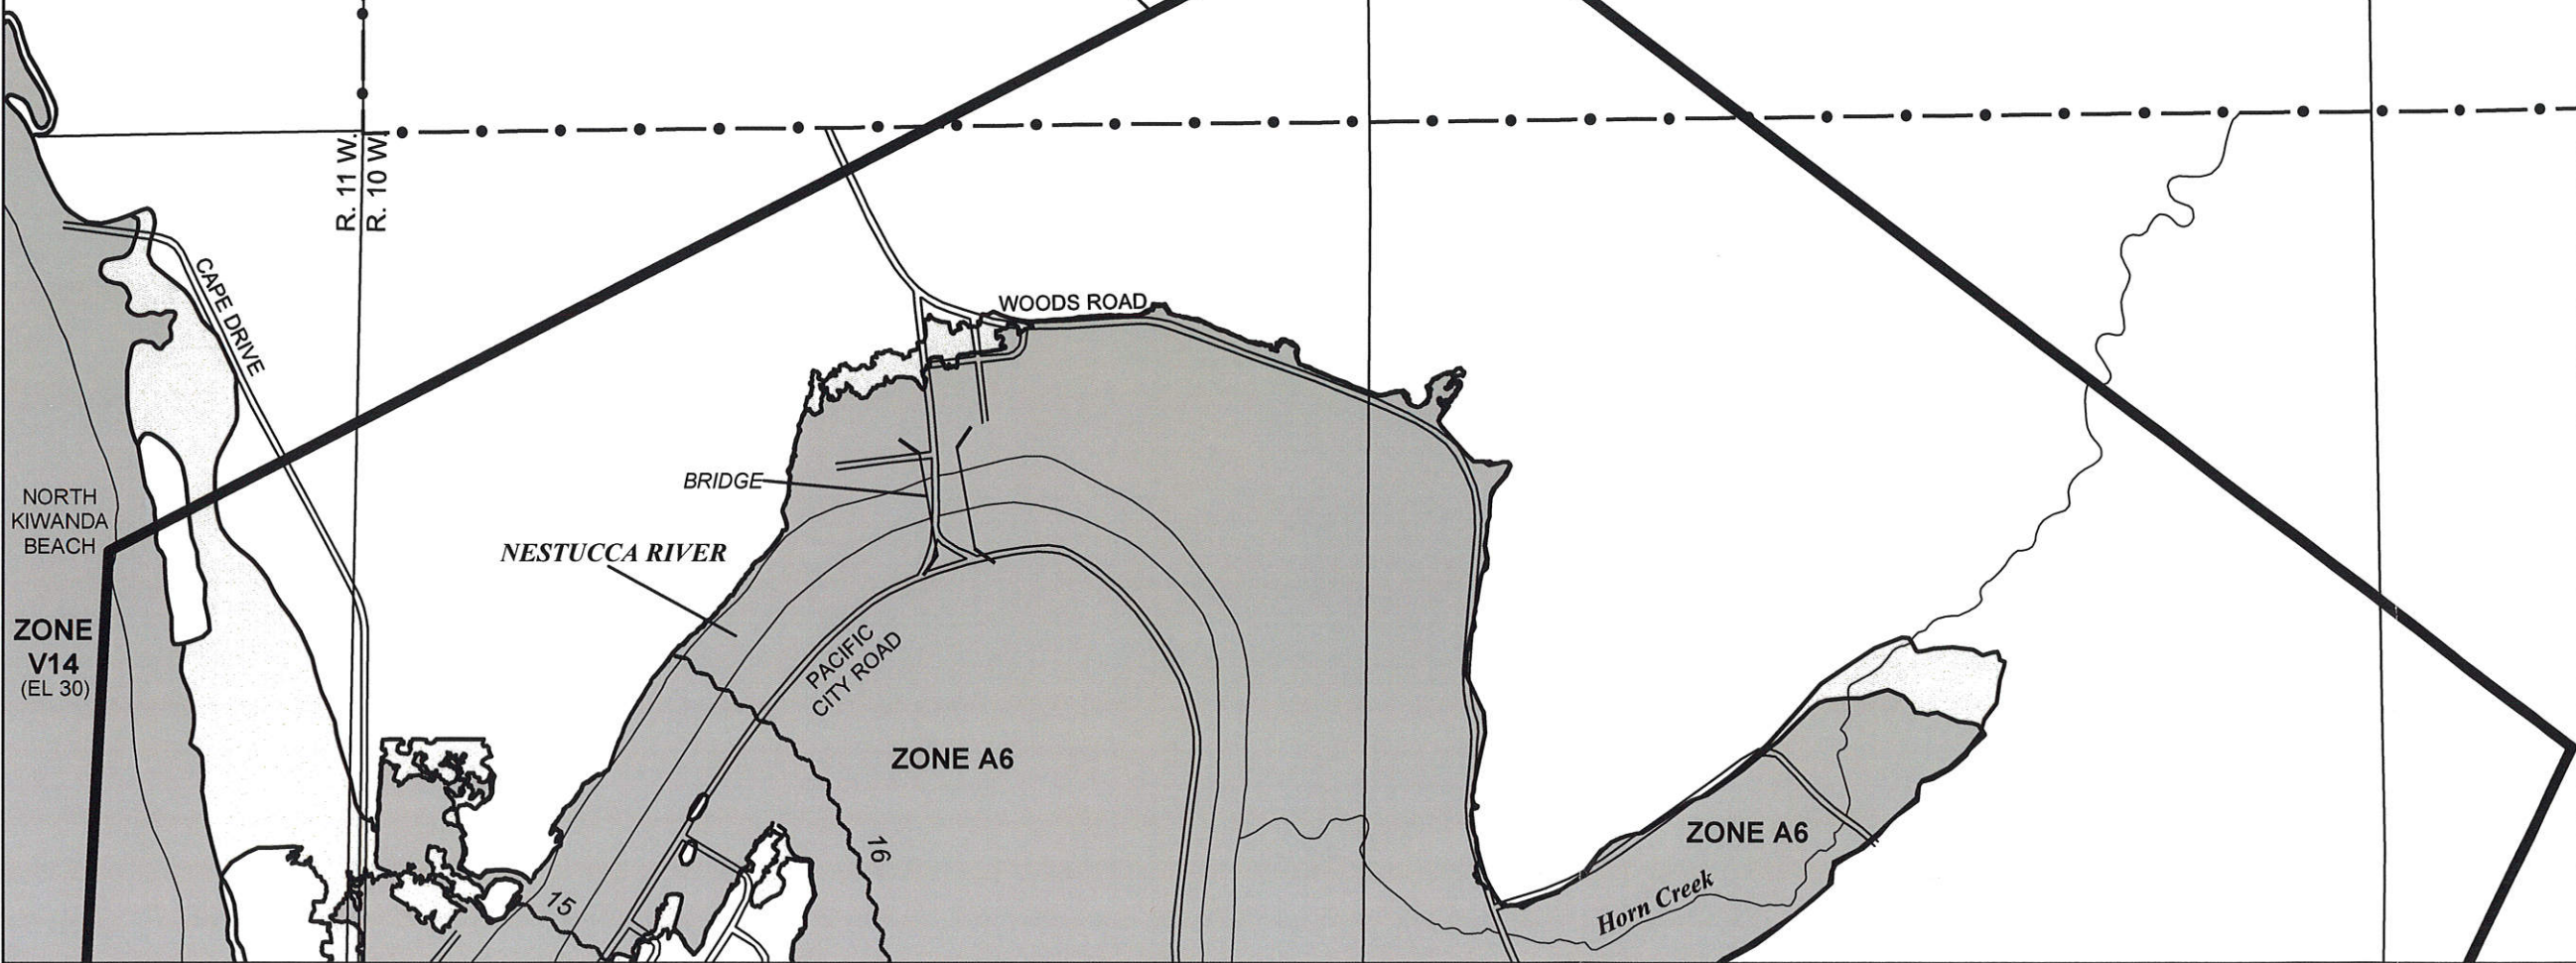 R. 11 W.
R. 10 W.
CAPE DRIVE
WOODS ROAD
BRIDGE
NORTH
KIWANDA
BEACH
NESTUCCA RIVER
ZONE
V14
(EL 30)
PACIFIC
CITY ROAD
ZONE A6
16
15
ZONE A6
Horn Creek